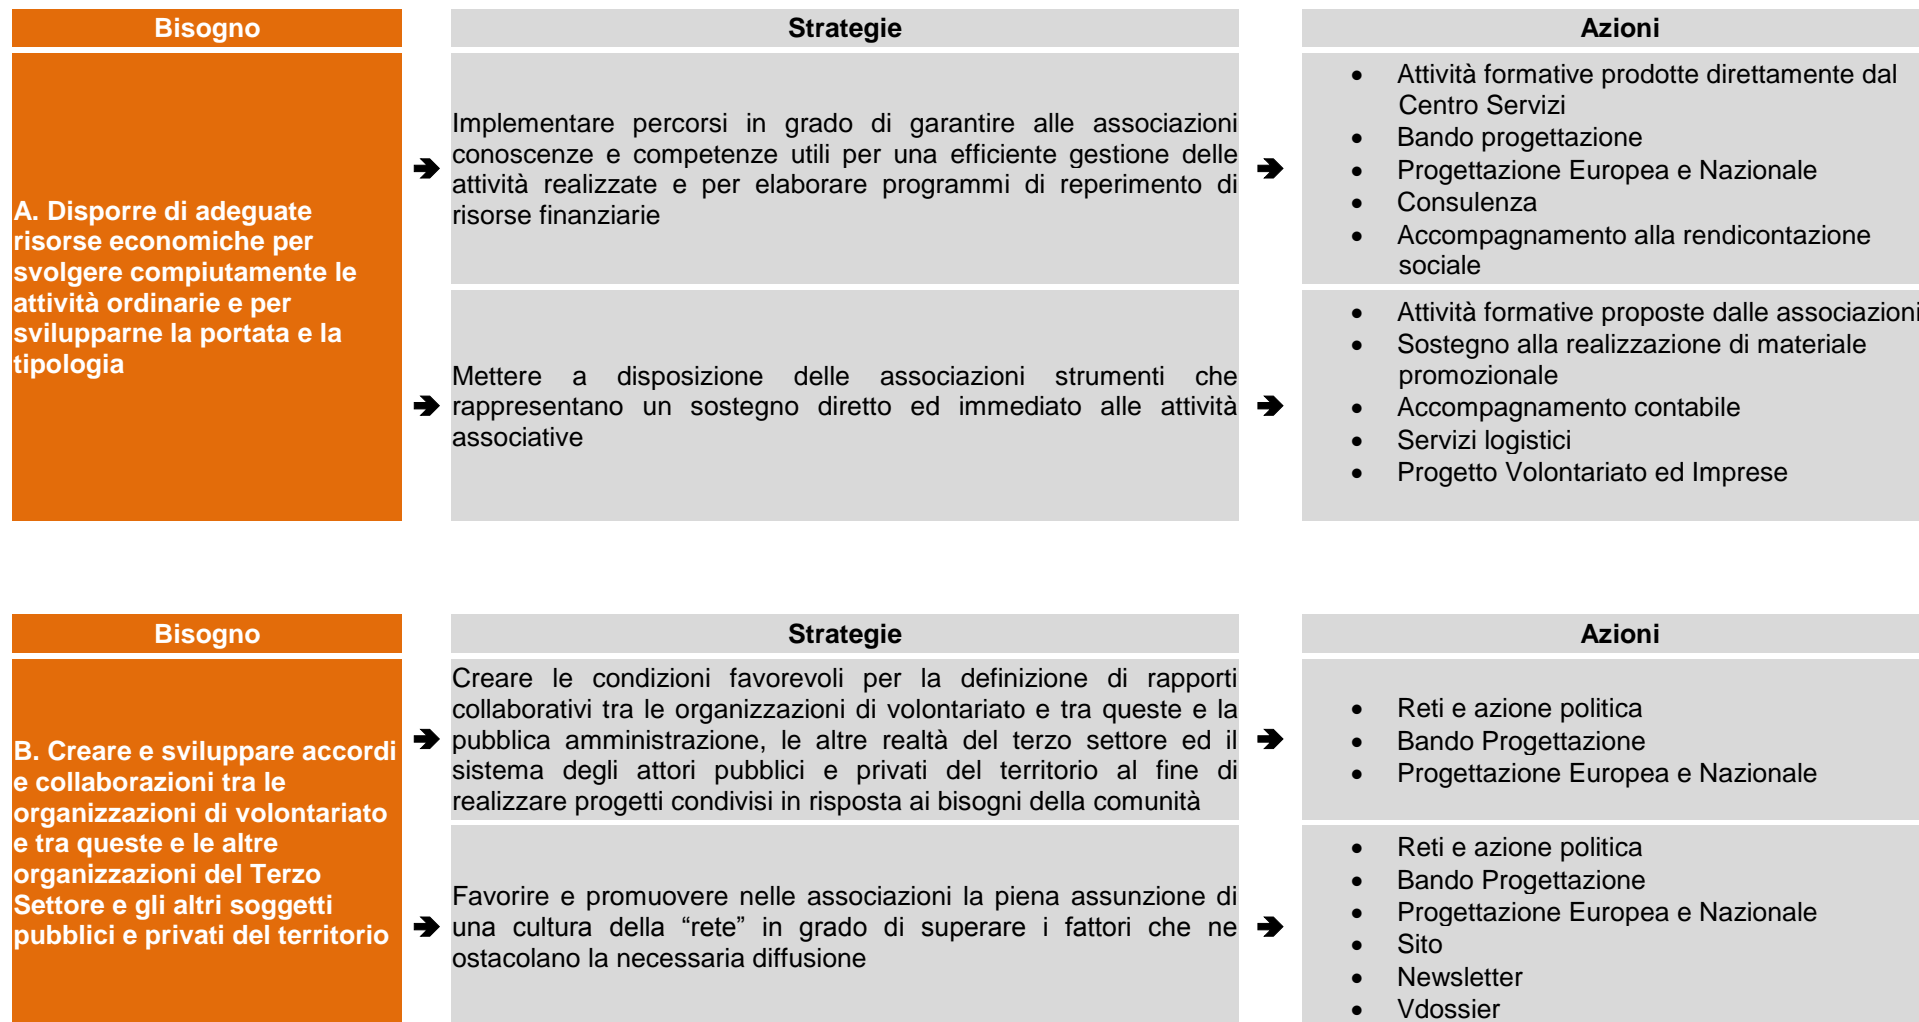 Bisogno
Strategie
Azioni
A. Disporre di adeguate
risorse economiche per
svolgere compiutamente le
attività ordinarie e per
svilupparne la portata e la
tipologia
Implementare percorsi in grado di garantire alle associazioni
conoscenze e competenze utili per una efficiente gestione delle
attività realizzate e per elaborare programmi di reperimento di
risorse finanziarie
• Attività formative prodotte direttamente dal
Centro Servizi
• Bando progettazione
• Progettazione Europea e Nazionale
• Consulenza
• Accompagnamento alla rendicontazione
sociale
Mettere a disposizione delle associazioni strumenti che
rappresentano un sostegno diretto ed immediato alle attività
associative
• Attività formative proposte dalle associazioni
• Sostegno alla realizzazione di materiale
promozionale
• Accompagnamento contabile
• Servizi logistici
• Progetto Volontariato ed Imprese
Bisogno
Strategie
Azioni
B. Creare e sviluppare accordi
e collaborazioni tra le
organizzazioni di volontariato
e tra queste e le altre
organizzazioni del Terzo
Settore e gli altri soggetti
pubblici e privati del territorio
Creare le condizioni favorevoli per la definizione di rapporti
collaborativi tra le organizzazioni di volontariato e tra queste e la
pubblica amministrazione, le altre realtà del terzo settore ed il
sistema degli attori pubblici e privati del territorio al fine di
realizzare progetti condivisi in risposta ai bisogni della comunità
• Reti e azione politica
• Bando Progettazione
• Progettazione Europea e Nazionale
Favorire e promuovere nelle associazioni la piena assunzione di
una cultura della “rete” in grado di superare i fattori che ne
ostacolano la necessaria diffusione
• Reti e azione politica
• Bando Progettazione
• Progettazione Europea e Nazionale
• Sito
• Newsletter
• Vdossier